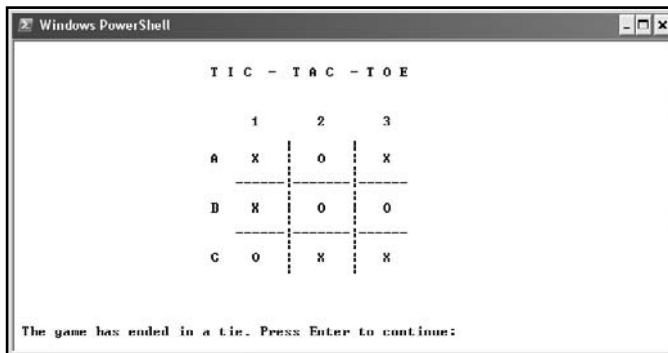 Windows PowerShell
T I C - T A C - T O E
1 2 3
A X O X
B X O O
C O X X
The game has ended in a tie. Press Enter to continue: